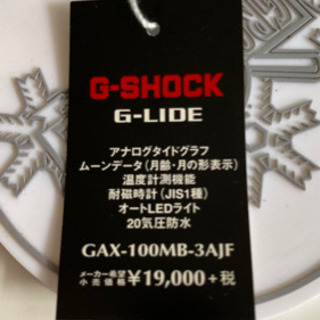 G-SHOCK
G-LIDE
アナログタイドグラフ
ムーンデータ(月齢・月の形表示)
温度計測機能
耐磁時計(JIS1種)
オートLEDライト
20気圧防水
GAX-100MB-3AJF
メーカー希望小売価格 ¥19,000+税